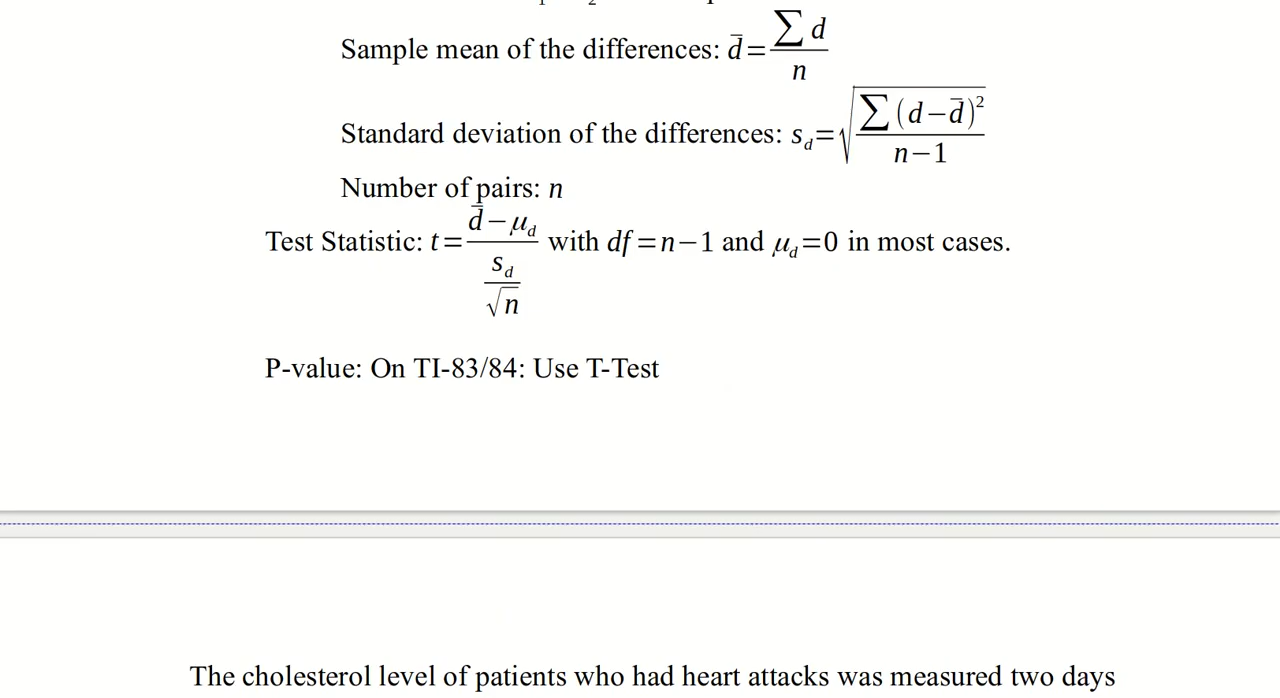 Sample mean of the differences: d̄ = ∑ d / n
Standard deviation of the differences: s_d = √(∑ (d − d̄)² / (n − 1))
Number of pairs: n
Test Statistic: t = (d̄ − μ_d) / (s_d / √n) with df = n − 1 and μ_d = 0 in most cases.
P-value: On TI-83/84: Use T-Test
The cholesterol level of patients who had heart attacks was measured two days